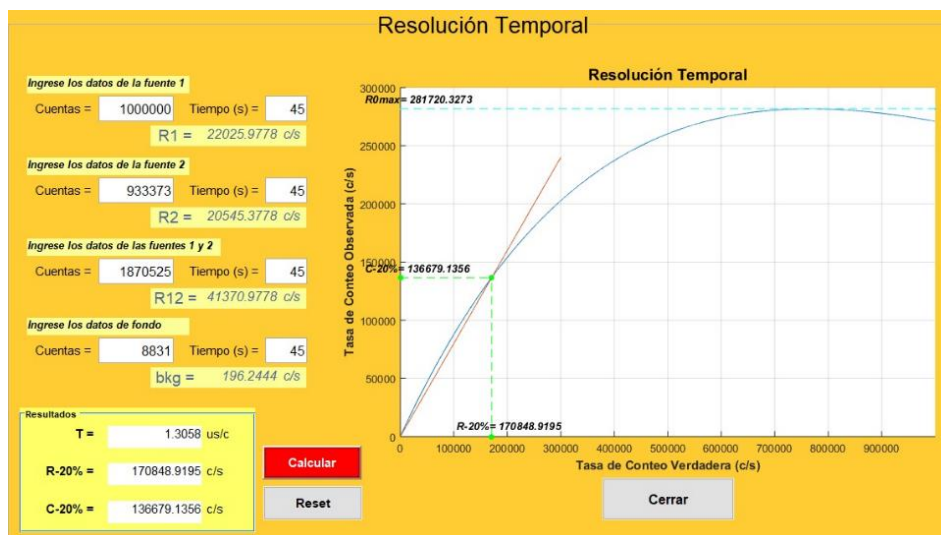 Resolución Temporal
Ingrese los datos de la fuente 1
Cuentas = 1000000 Tiempo (s) = 45
R1 = 22025.9778 c/s
Ingrese los datos de la fuente 2
Cuentas = 933373 Tiempo (s) = 45
R2 = 20545.3778 c/s
Ingrese los datos de las fuentes 1 y 2
Cuentas = 1870525 Tiempo (s) = 45
R12 = 41370.9778 c/s
Ingrese los datos de fondo
Cuentas = 8831 Tiempo (s) = 45
bkg = 196.2444 c/s
Resultados
T = 1.3058 us/c
R-20% = 170848.9195 c/s
C-20% = 136679.1356 c/s
Calcular
Reset
Resolución Temporal
300000
R0max= 281720.3273
250000
200000
150000
C-20%= 136679.1356
100000
50000
R-20%= 170848.9195
0
0 100000 200000 300000 400000 500000 600000 700000 800000 900000
Tasa de Conteo Observada (c/s)
Tasa de Conteo Verdadera (c/s)
Cerrar